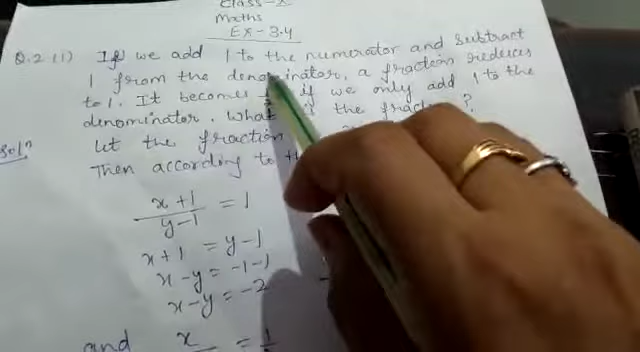 Class-X
Maths
Ex-3.4
Q.2 (i) If we add 1 to the numerator and subtract
1 from the denominator, a fraction reduces
to 1. It becomes if we only add 1 to the
denominator. What the fraction?
Sol? let the fraction
Then according to
x+1/y-1 = 1
x+1 = y-1
x-y = -1-1
x-y = -2
and x = 1